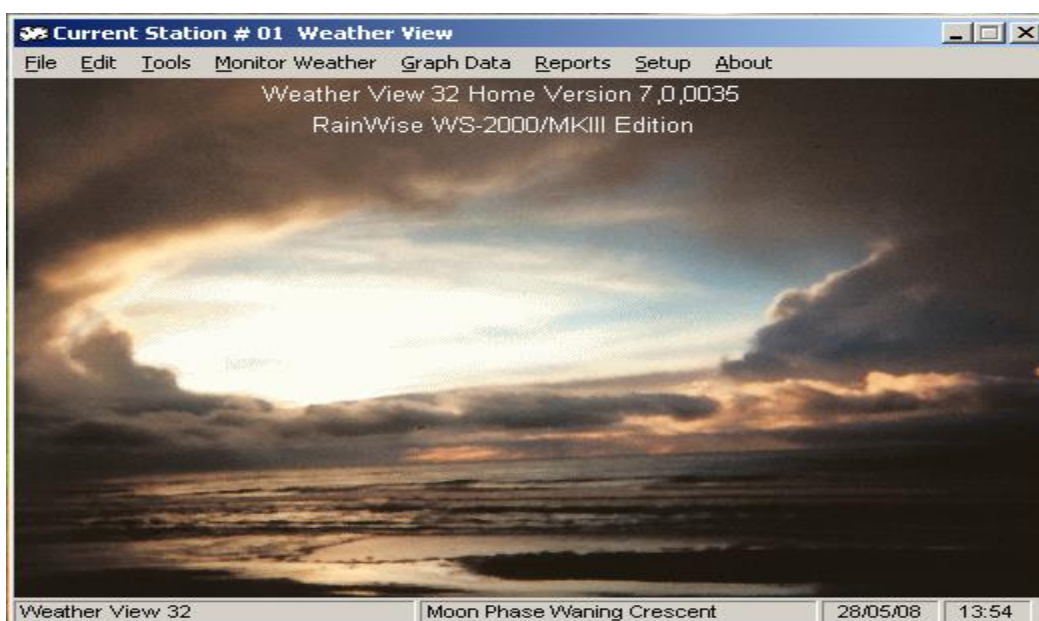 Current Station # 01 Weather View
File Edit Tools Monitor Weather Graph Data Reports Setup About
Weather View 32 Home Version 7,0,0035
RainWise WS-2000/MKIII Edition
Weather View 32 Moon Phase Waning Crescent 28/05/08 13:54